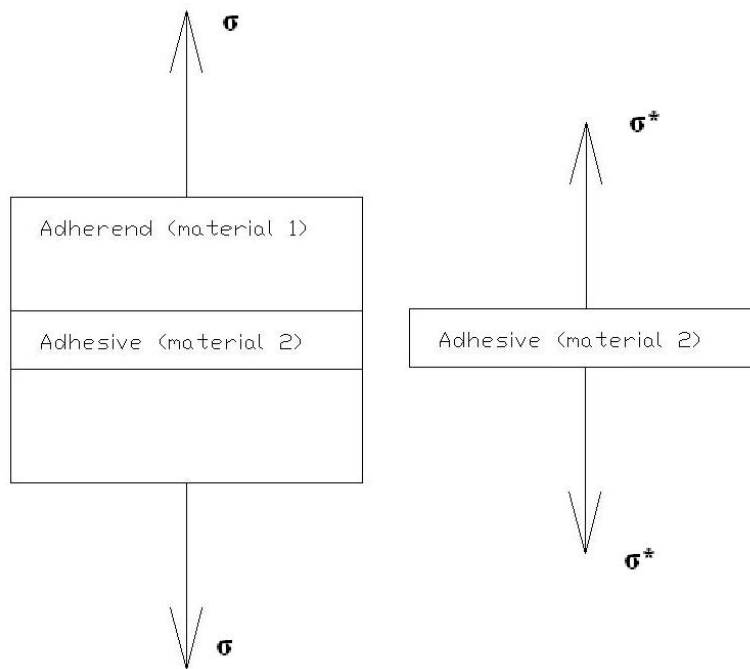 σ
σ*
Adherend (material 1)
Adhesive (material 2)
Adhesive (material 2)
σ*
σ